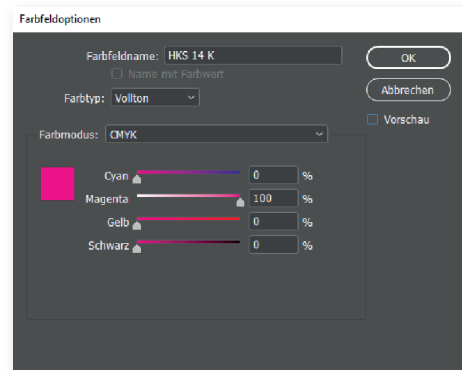 Farbfeldoptionen
Farbfeldname: HKS 14 K
Name mit Farbwert
Farbtyp: Vollton
OK
Abbrechen
Vorschau
Farbmodus: CMYK
Cyan 0 %
Magenta 100 %
Gelb 0 %
Schwarz 0 %